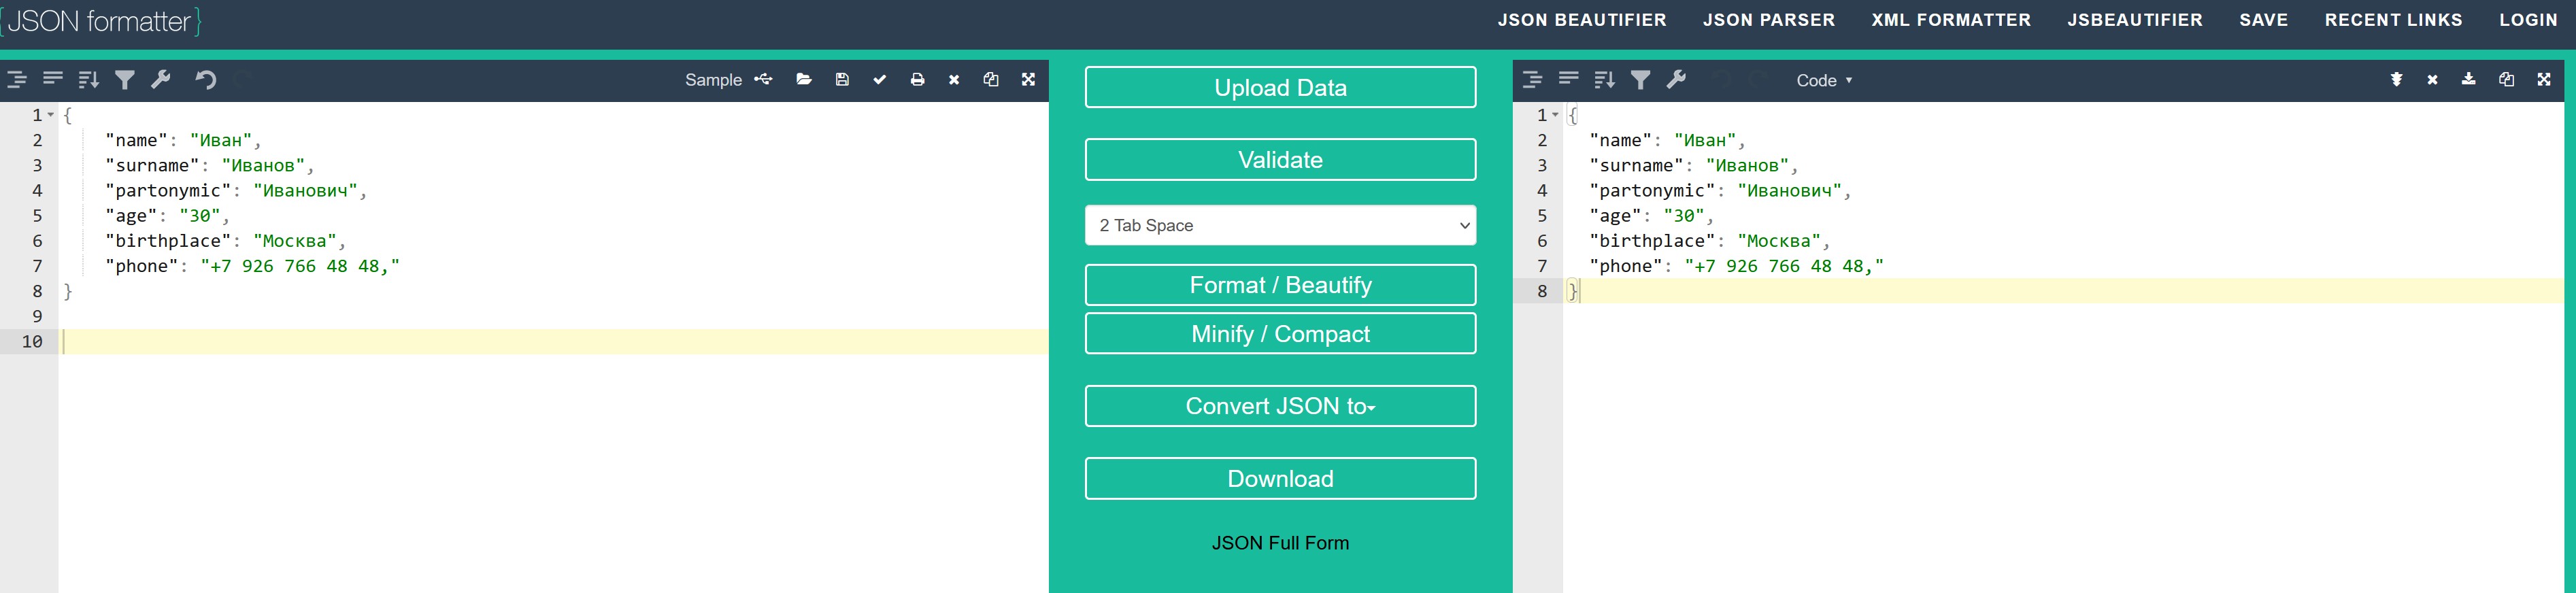 {JSON formatter}
JSON BEAUTIFIER JSON PARSER XML FORMATTER JSBEAUTIFIER SAVE RECENT LINKS LOGIN
Sample
1 {
2 "name": "Иван",
3 "surname": "Иванов",
4 "partonymic": "Иванович",
5 "age": "30",
6 "birthplace": "Москва",
7 "phone": "+7 926 766 48 48,"
8 }
9
10
Upload Data
Validate
2 Tab Space
Format / Beautify
Minify / Compact
Convert JSON to
Download
JSON Full Form
Code
1 {
2 "name": "Иван",
3 "surname": "Иванов",
4 "partonymic": "Иванович",
5 "age": "30",
6 "birthplace": "Москва",
7 "phone": "+7 926 766 48 48,"
8 }